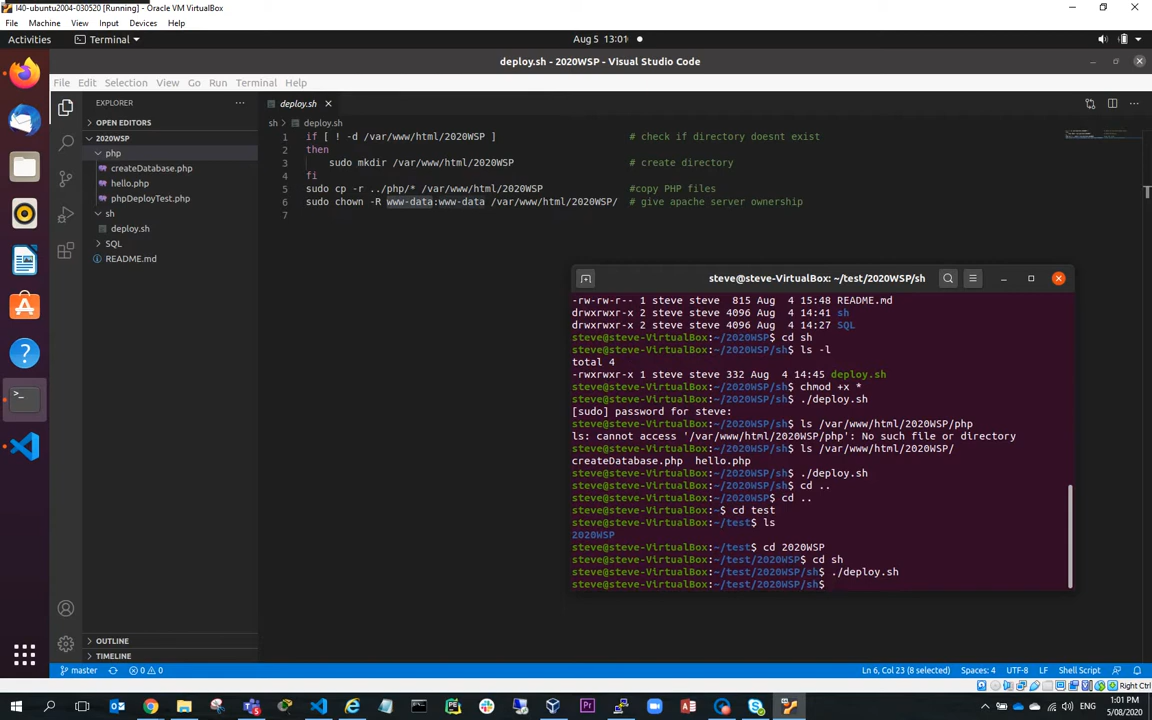 l40-ubuntu2004-030520 [Running] - Oracle VM VirtualBox
File Machine View Input Devices Help
Activities Terminal Aug 5 13:01
deploy.sh - 2020WSP - Visual Studio Code
File Edit Selection View Go Run Terminal Help
EXPLORER
deploy.sh
OPEN EDITORS
sh > deploy.sh
2020WSP
php
createDatabase.php
hello.php
phpDeployTest.php
sh
deploy.sh
SQL
README.md
1 if [ ! -d /var/www/html/2020WSP ] # check if directory doesnt exist
2 then
3 sudo mkdir /var/www/html/2020WSP # create directory
4 fi
5 sudo cp -r ../php/* /var/www/html/2020WSP #copy PHP files
6 sudo chown -R www-data:www-data /var/www/html/2020WSP/ # give apache server ownership
7
steve@steve-VirtualBox: ~/test/2020WSP/sh
-rw-rw-r-- 1 steve steve 815 Aug 4 15:48 README.md
drwxrwxr-x 2 steve steve 4096 Aug 4 14:41 sh
drwxrwxr-x 2 steve steve 4096 Aug 4 14:27 SQL
steve@steve-VirtualBox:~/2020WSP$ cd sh
steve@steve-VirtualBox:~/2020WSP/sh$ ls -l
total 4
-rwxrwxr-x 1 steve steve 332 Aug 4 14:45 deploy.sh
steve@steve-VirtualBox:~/2020WSP/sh$ chmod +x *
steve@steve-VirtualBox:~/2020WSP/sh$ ./deploy.sh
[sudo] password for steve:
steve@steve-VirtualBox:~/2020WSP/sh$ ls /var/www/html/2020WSP/php
ls: cannot access '/var/www/html/2020WSP/php': No such file or directory
steve@steve-VirtualBox:~/2020WSP/sh$ ls /var/www/html/2020WSP/
createDatabase.php hello.php
steve@steve-VirtualBox:~/2020WSP/sh$ ./deploy.sh
steve@steve-VirtualBox:~/2020WSP/sh$ cd ..
steve@steve-VirtualBox:~/2020WSP$ cd ..
steve@steve-VirtualBox:~$ cd test
steve@steve-VirtualBox:~/test$ ls
2020WSP
steve@steve-VirtualBox:~/test$ cd 2020WSP
steve@steve-VirtualBox:~/test/2020WSP$ cd sh
steve@steve-VirtualBox:~/test/2020WSP/sh$ ./deploy.sh
steve@steve-VirtualBox:~/test/2020WSP/sh$
OUTLINE
TIMELINE
master 0 0 Ln 6, Col 23 (8 selected) Spaces: 4 UTF-8 LF Shell Script
Right Ctrl
ENG
1:01 PM
5/08/2020